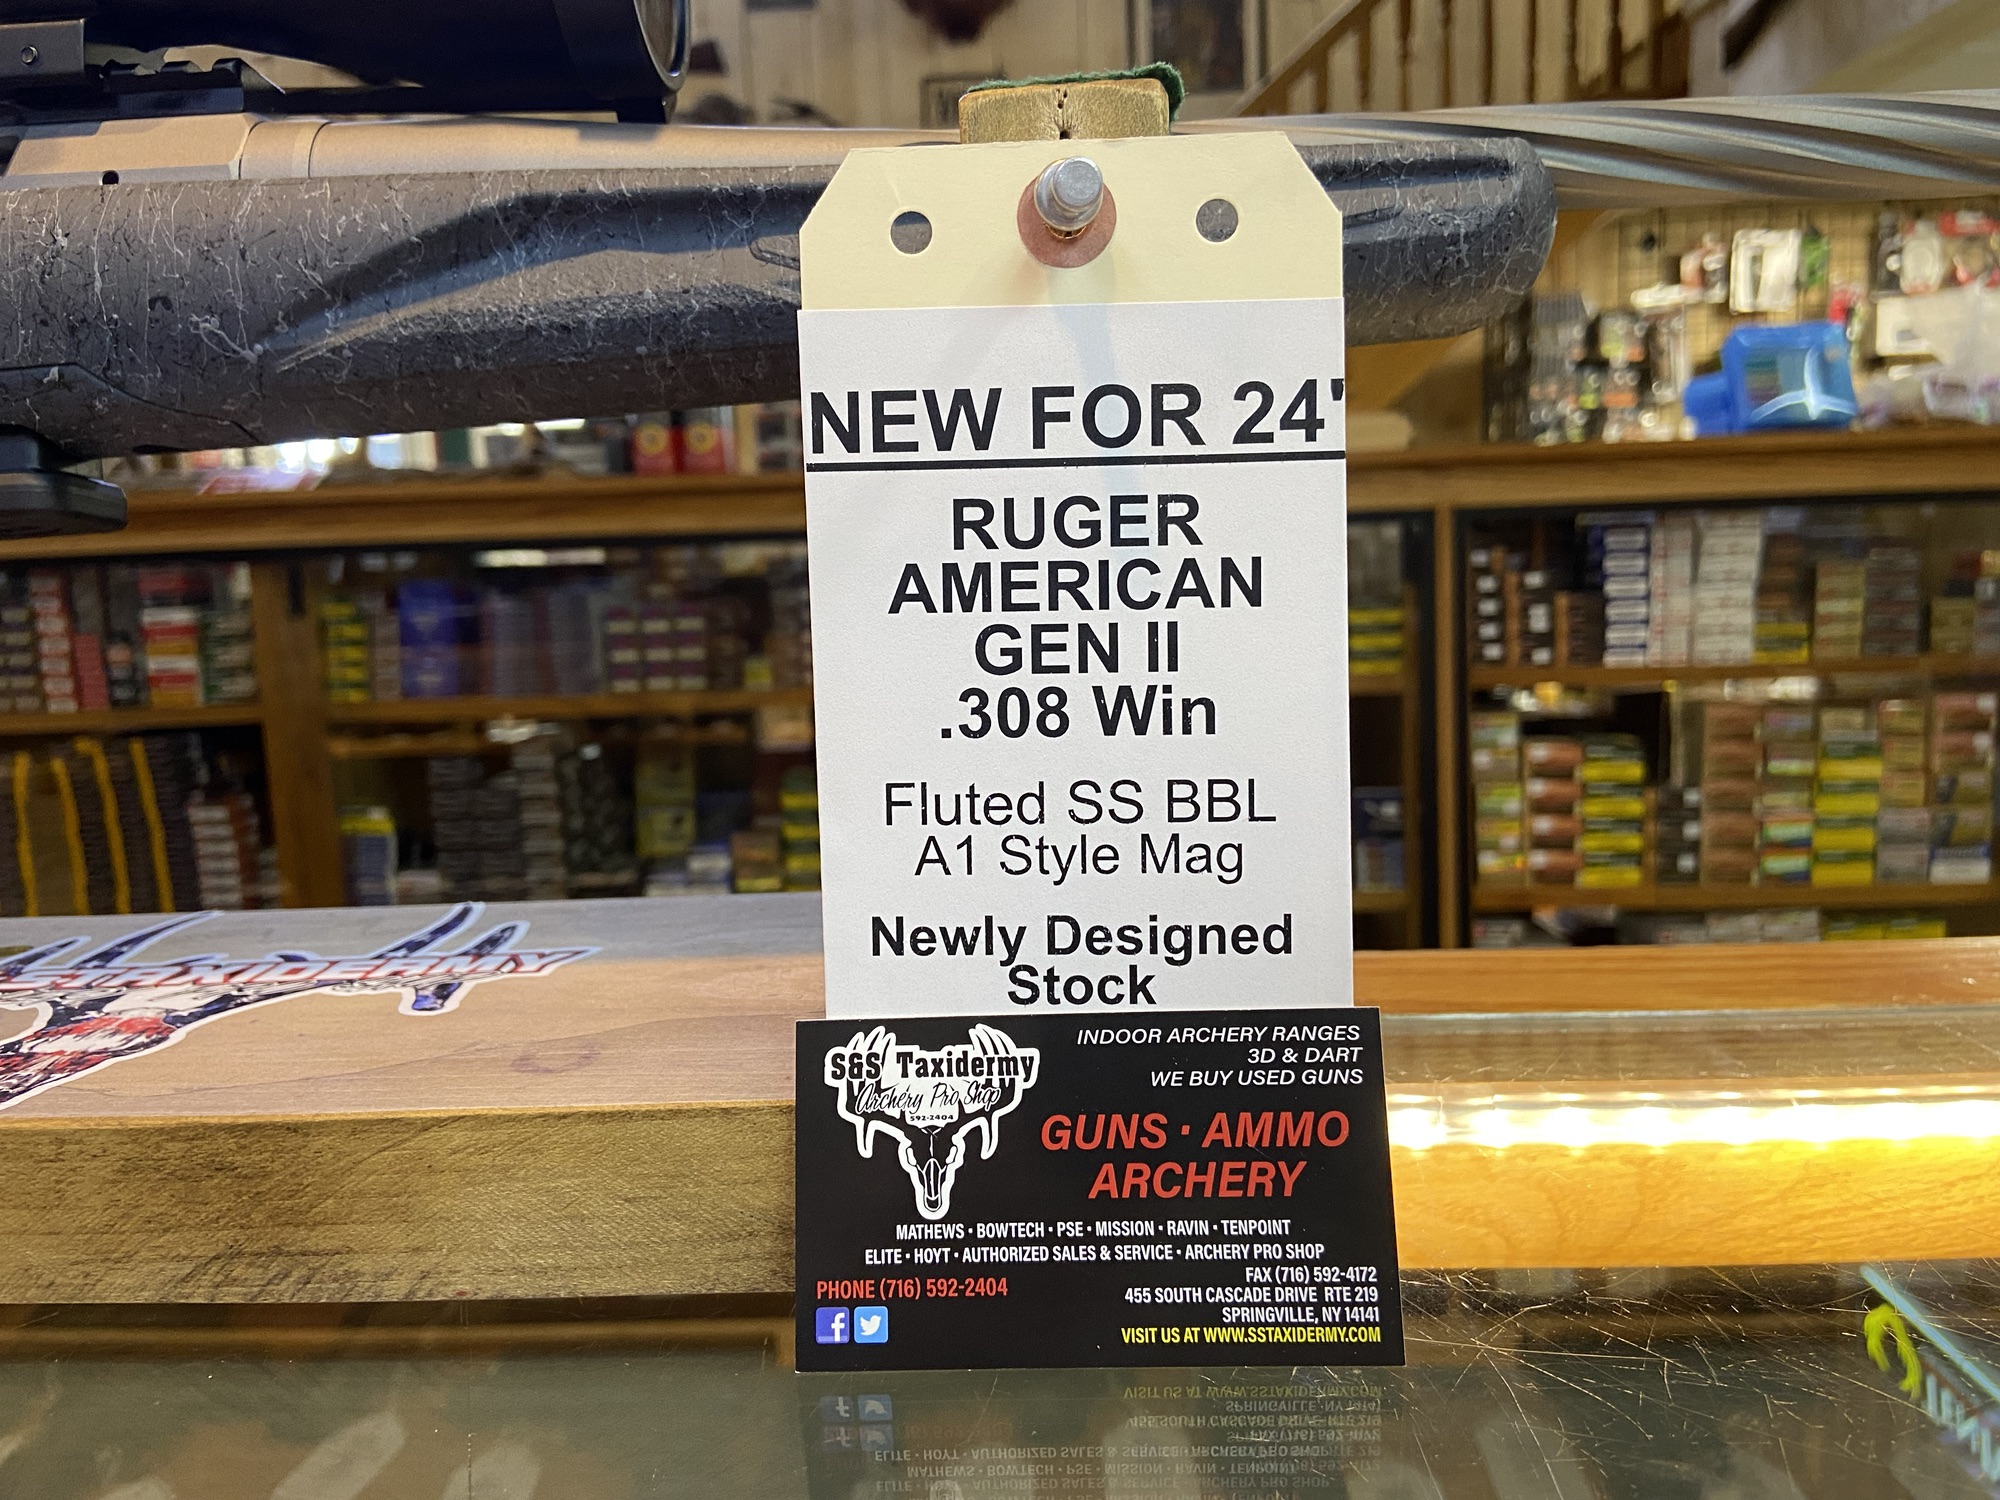 NEW FOR 24'
RUGER
AMERICAN
GEN II
.308 Win
Fluted SS BBL
A1 Style Mag
Newly Designed
Stock
S&S Taxidermy
Archery Pro Shop
592-2404
INDOOR ARCHERY RANGES
3D & DART
WE BUY USED GUNS
GUNS · AMMO
ARCHERY
MATHEWS · BOWTECH · PSE · MISSION · RAVIN · TENPOINT
ELITE · HOYT · AUTHORIZED SALES & SERVICE · ARCHERY PRO SHOP
PHONE (716) 592-2404
FAX (716) 592-4172
455 SOUTH CASCADE DRIVE RTE 219
SPRINGVILLE, NY 14141
VISIT US AT WWW.SSTAXIDERMY.COM
TAXIDERMY